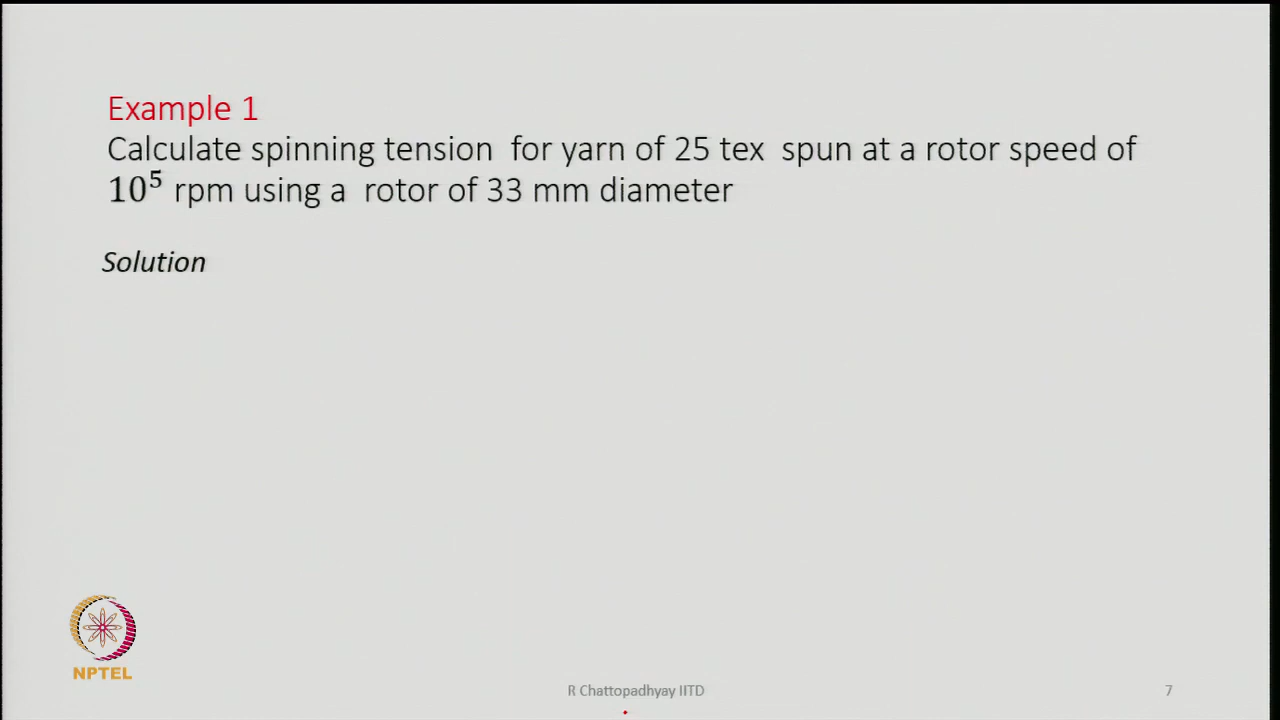 Example 1
Calculate spinning tension for yarn of 25 tex spun at a rotor speed of
10⁵ rpm using a rotor of 33 mm diameter
Solution
NPTEL
R Chattopadhyay IITD
7